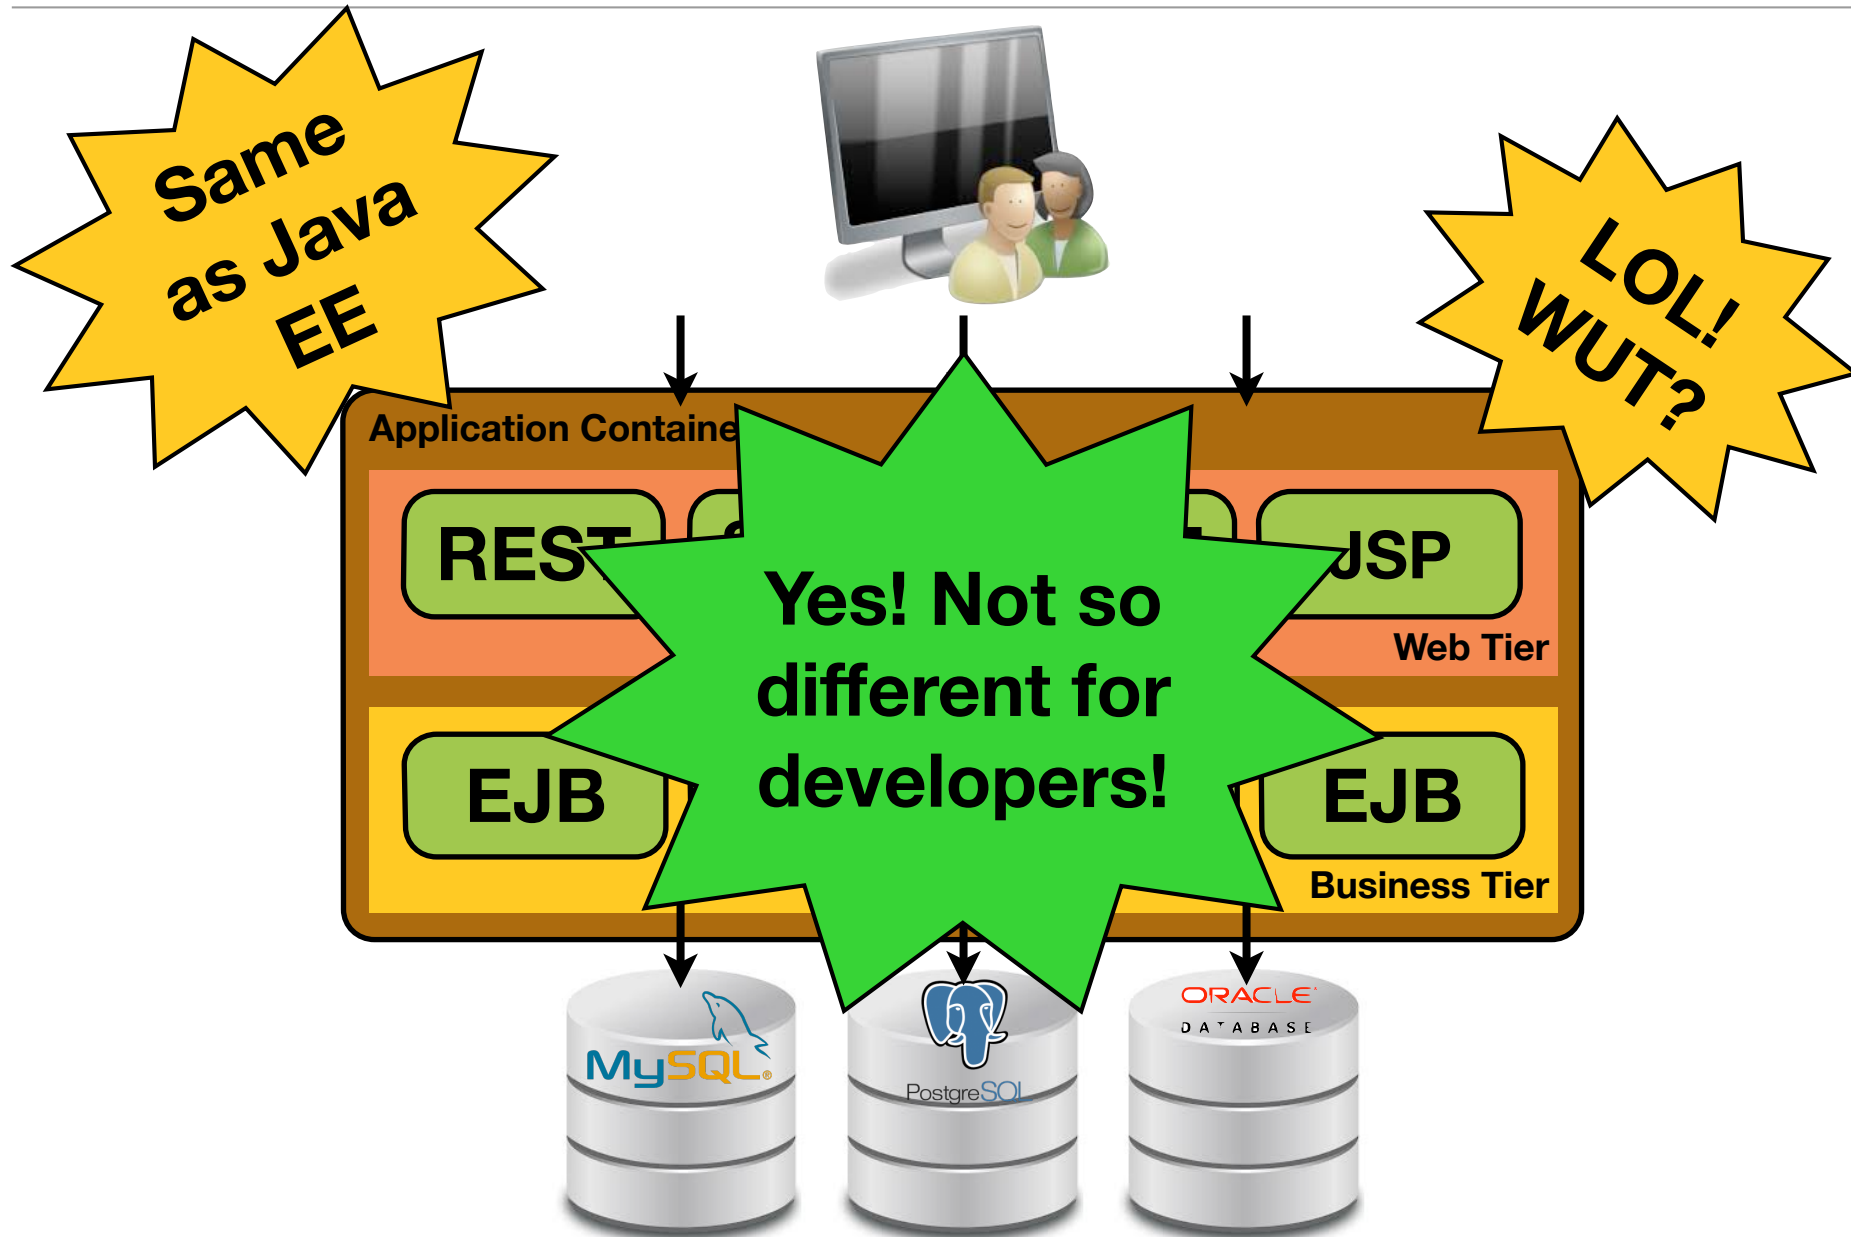 Same
as Java
EE
LOL!
WUT?
Application Containe
REST
JSP
Web Tier
Yes! Not so
different for
developers!
EJB
EJB
Business Tier
MySQL®
PostgreSQL
ORACLE®
DATABASE